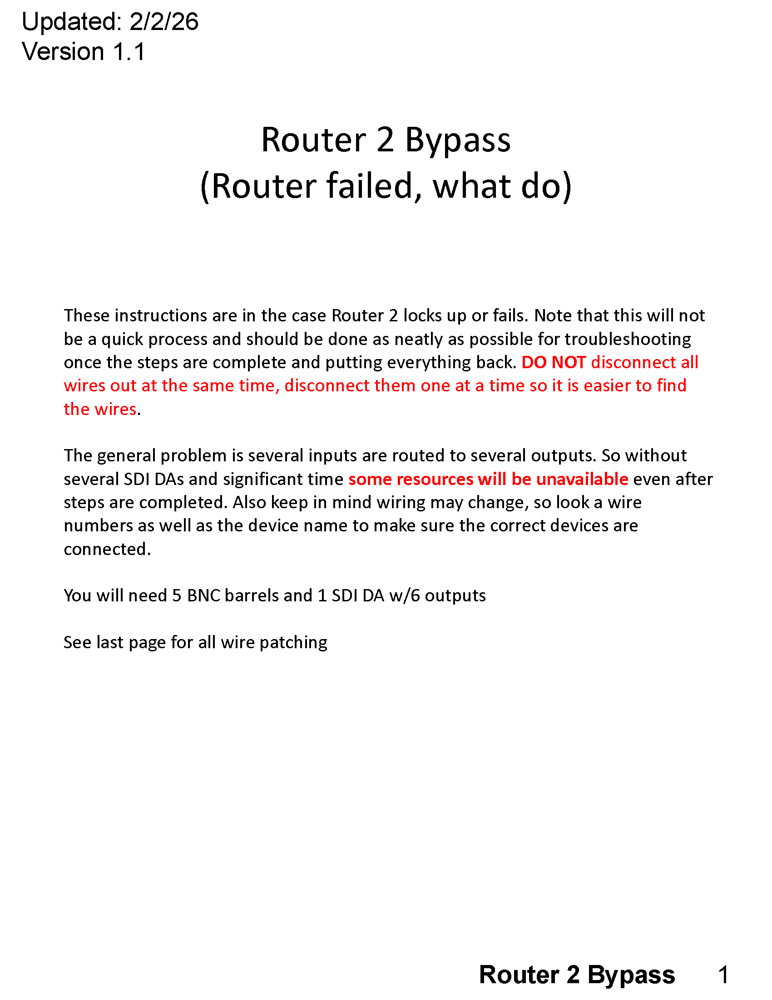 Updated: 2/2/26
Version 1.1
Router 2 Bypass
(Router failed, what do)
These instructions are in the case Router 2 locks up or fails. Note that this will not
be a quick process and should be done as neatly as possible for troubleshooting
once the steps are complete and putting everything back. DO NOT disconnect all
wires out at the same time, disconnect them one at a time so it is easier to find
the wires.
The general problem is several inputs are routed to several outputs. So without
several SDI DAs and significant time some resources will be unavailable even after
steps are completed. Also keep in mind wiring may change, so look a wire
numbers as well as the device name to make sure the correct devices are
connected.
You will need 5 BNC barrels and 1 SDI DA w/6 outputs
See last page for all wire patching
Router 2 Bypass 1